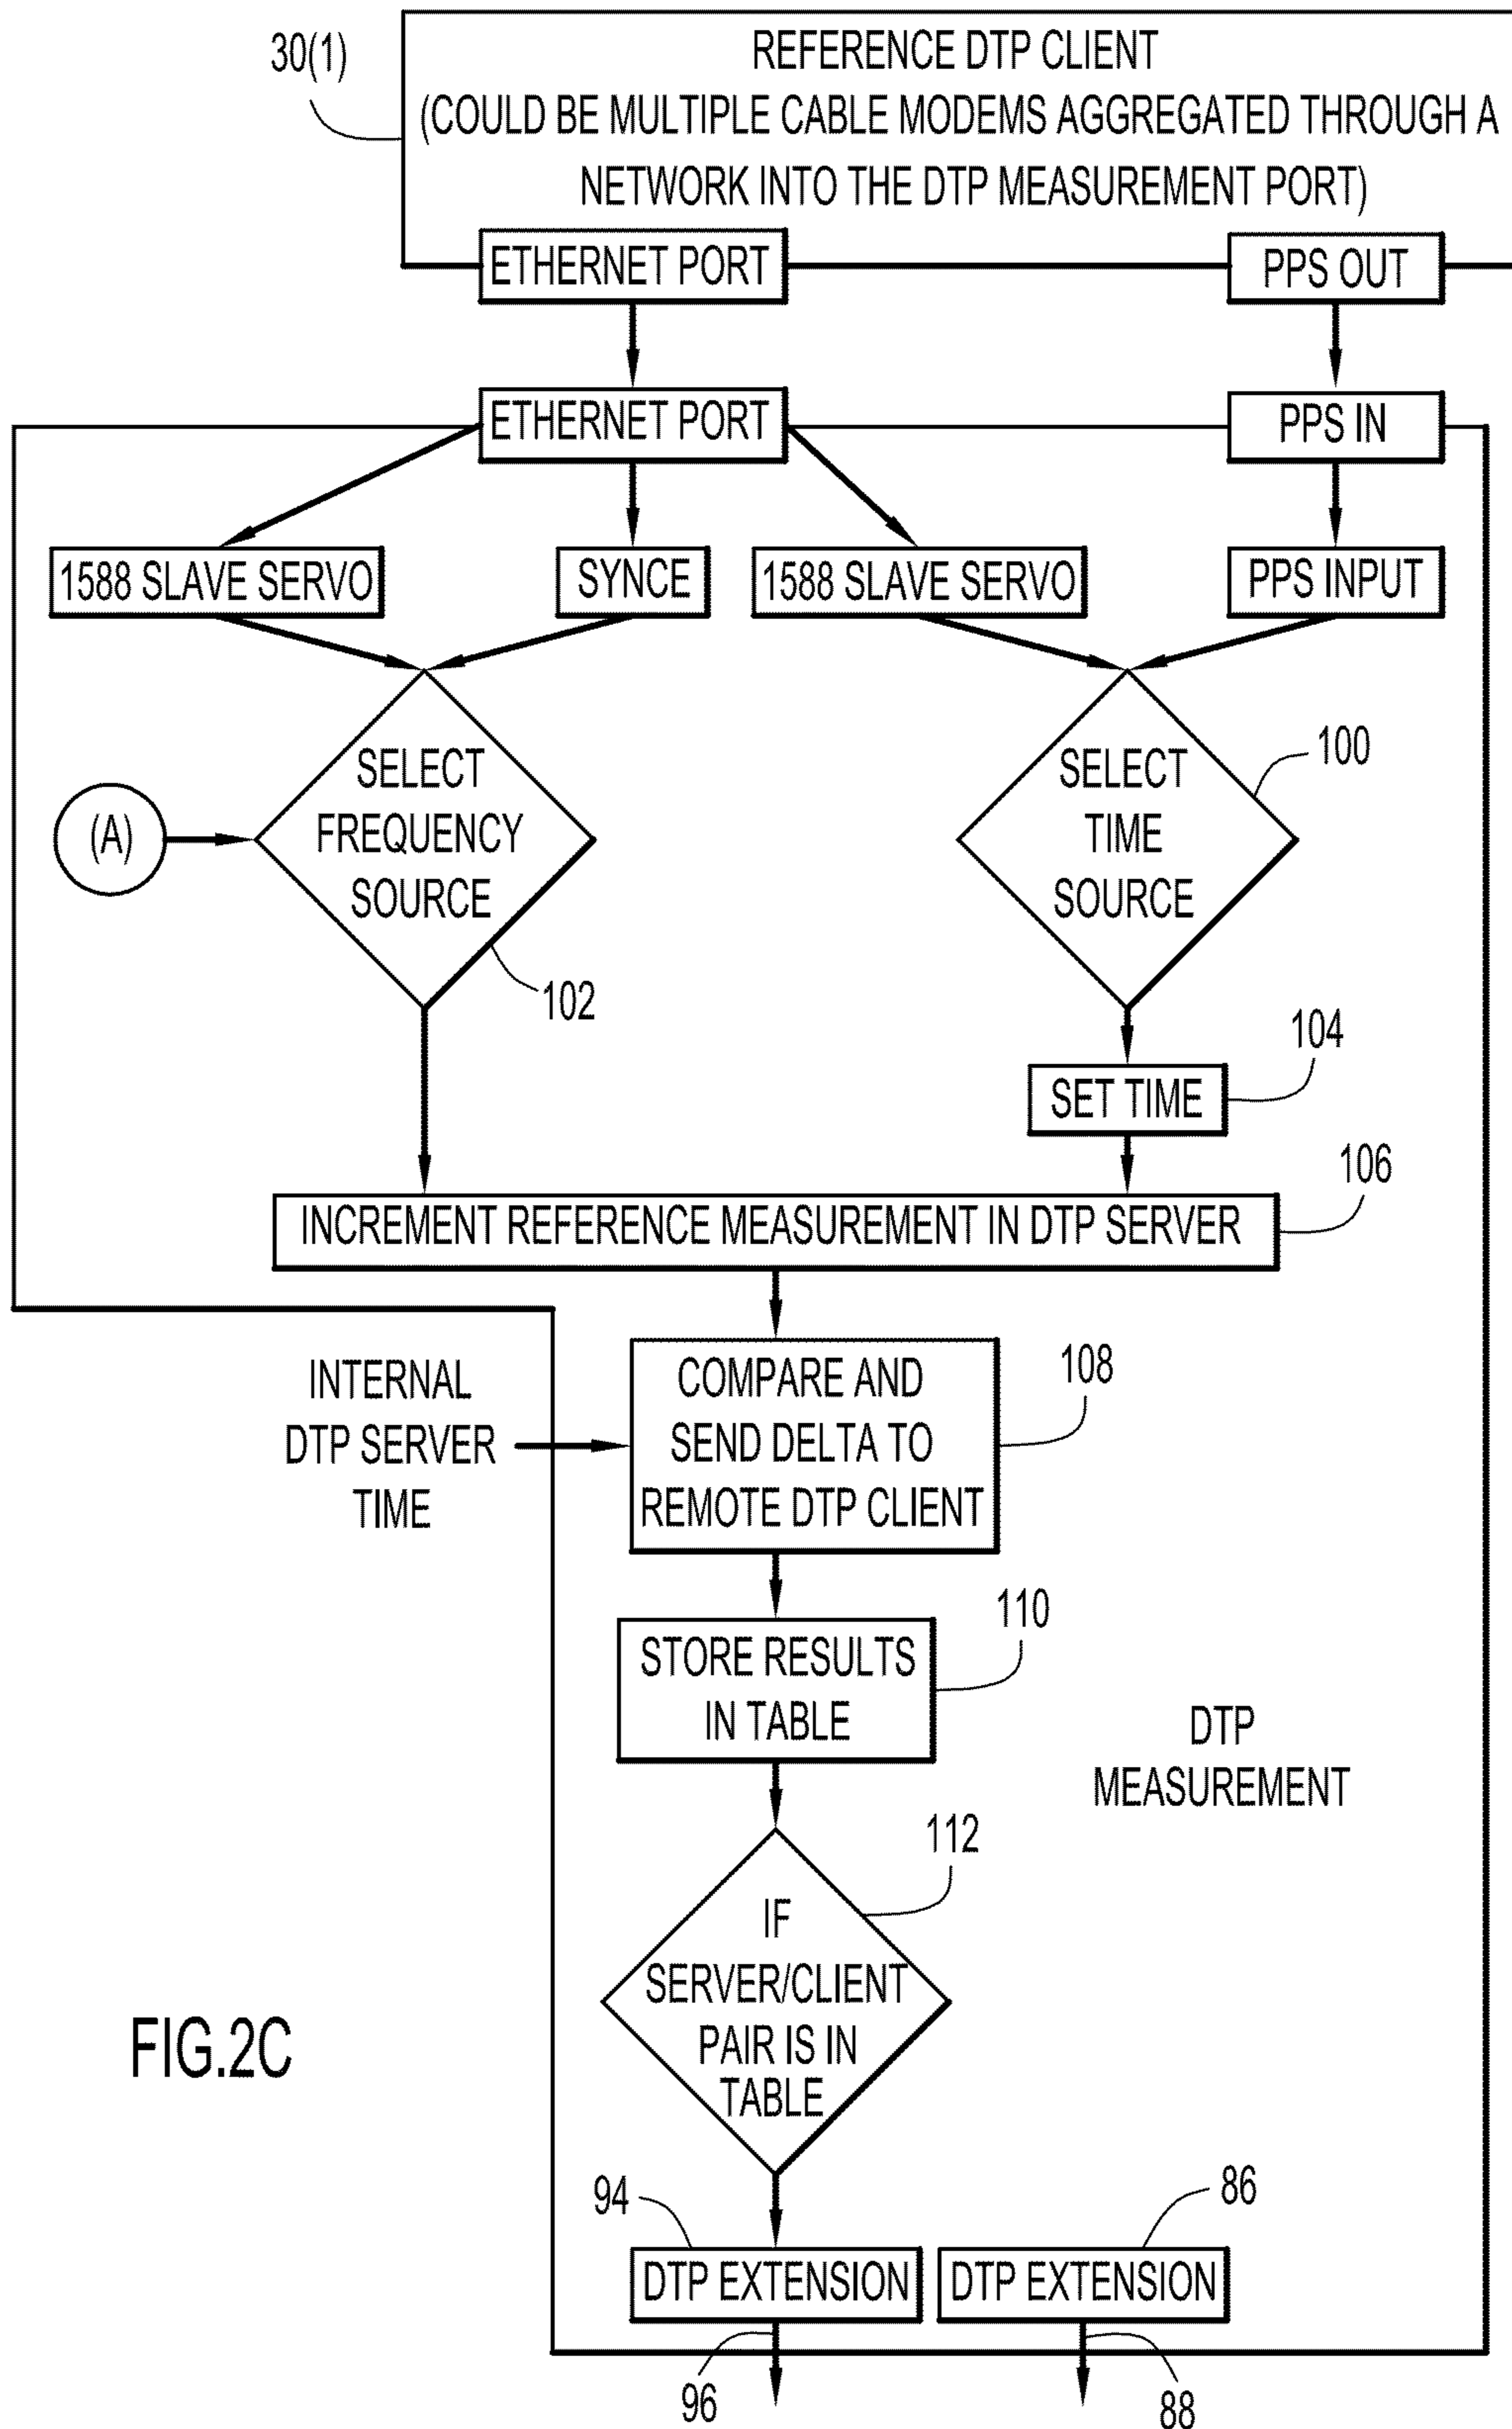 30(1)
REFERENCE DTP CLIENT
(COULD BE MULTIPLE CABLE MODEMS AGGREGATED THROUGH A
NETWORK INTO THE DTP MEASUREMENT PORT)
ETHERNET PORT
PPS OUT
ETHERNET PORT
PPS IN
1588 SLAVE SERVO
SYNCE
1588 SLAVE SERVO
PPS INPUT
(A)
SELECT
FREQUENCY
SOURCE
102
SELECT
TIME
SOURCE
100
SET TIME
104
INCREMENT REFERENCE MEASUREMENT IN DTP SERVER
106
INTERNAL
DTP SERVER
TIME
COMPARE AND
SEND DELTA TO
REMOTE DTP CLIENT
108
STORE RESULTS
IN TABLE
110
DTP
MEASUREMENT
IF
SERVER/CLIENT
PAIR IS IN
TABLE
112
FIG.2C
94
DTP EXTENSION
86
DTP EXTENSION
96
88